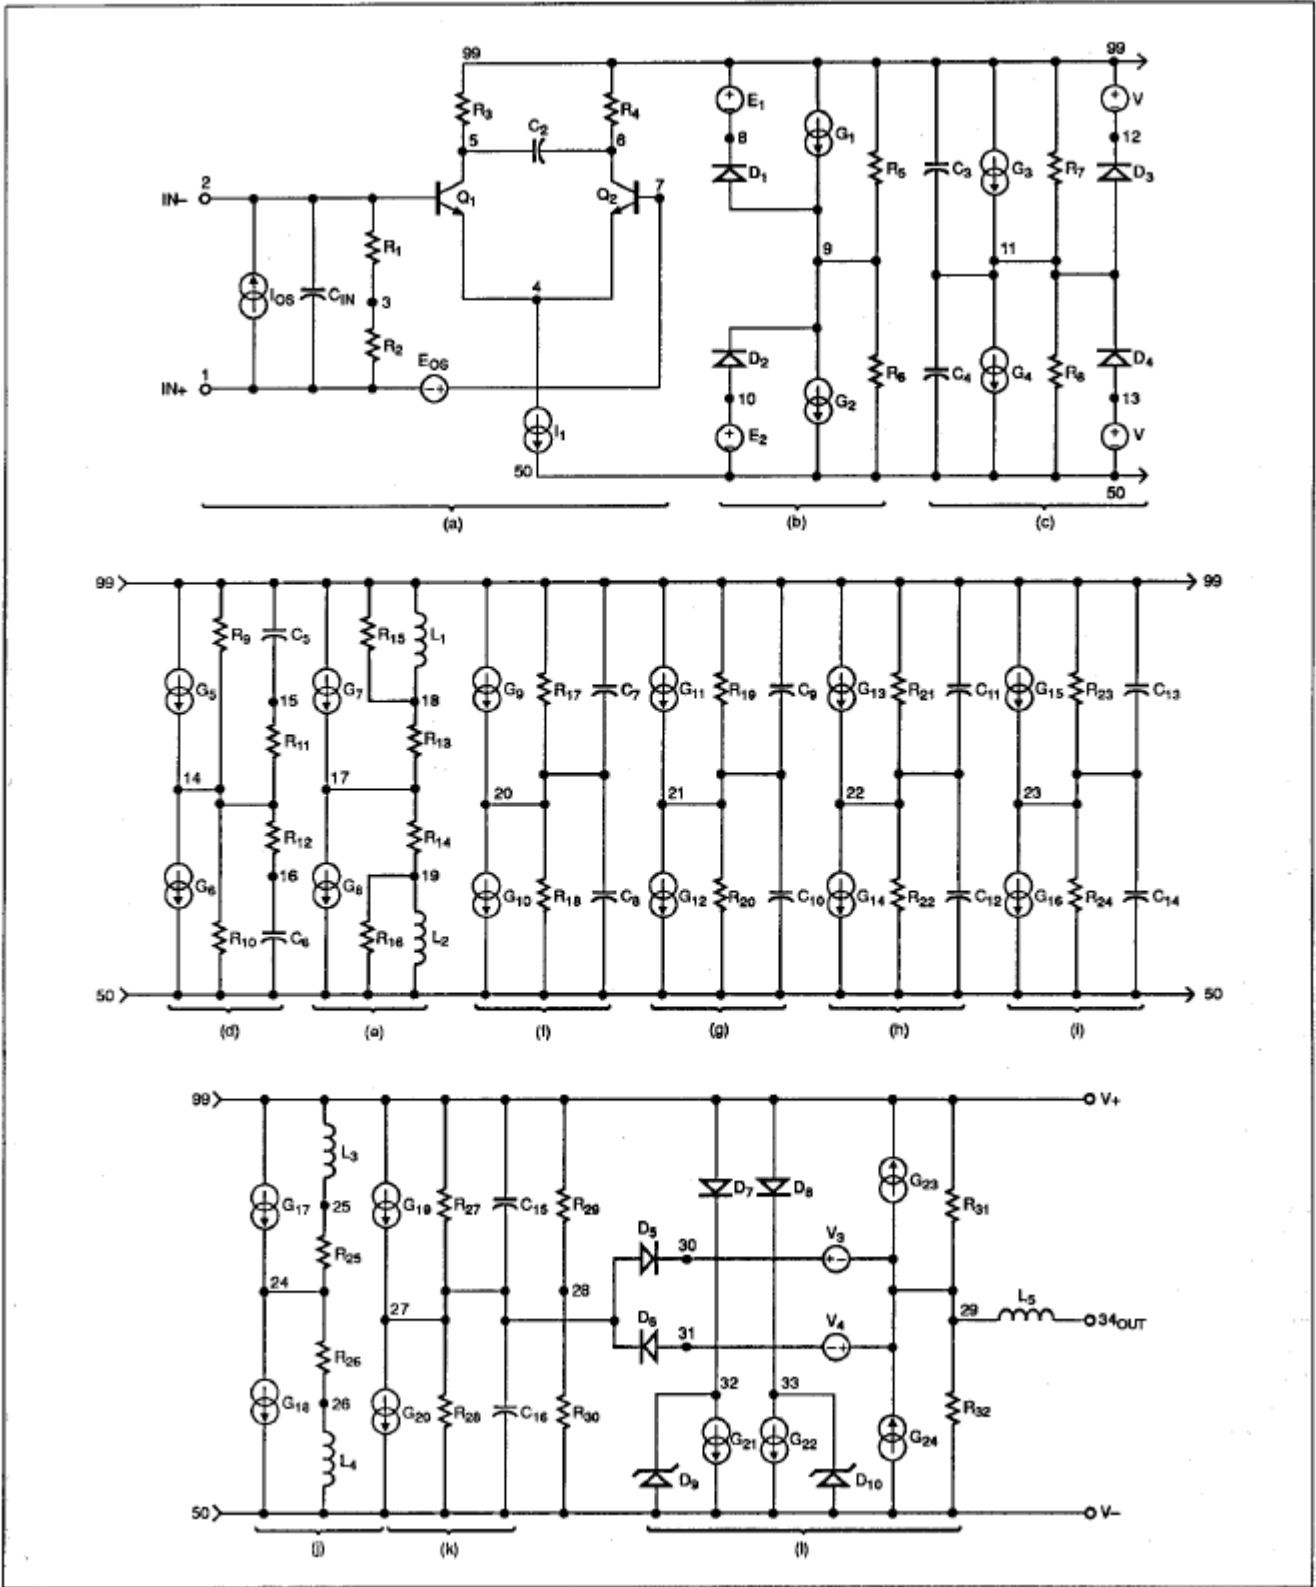 99 99
E1 V
R3 R4 G1
C2
5 6 8 12
2 D1 R5 C3 G3 R7 D3
IN– Q1 Q2 7
R1
9 11
IOS CIN 3 4
R2 D2 R6 C4 G4 R8 D4
1 EOS
IN+ G2 10 13
I1 E2 V
50 50
(a) (b) (c)
99 99
R9 C5 R15 L1
G5 G7 G9 R17 C7 G11 R19 C9 G13 R21 C11 G15 R23 C13
15 18
R11 R13
14 17 20 21 22 23
R12 R14
16 19
G6 G8 G10 R18 C8 G12 R20 C10 G14 R22 C12 G16 R24 C14
R10 C6 R16 L2
50 50
(d) (e) (f) (g) (h) (i)
99 V+
L3
D7 D8 G23
G17 25 G19 R27 C15 R29 R31
R25 D5 30 V3
24 28 L5
27 29 34OUT
D6 31 V4
R26
32 33
G18 26 G20 R28 C16 R30 R32
G21 G22 G24
L4 D9 D10
50 V–
(j) (k) (l)